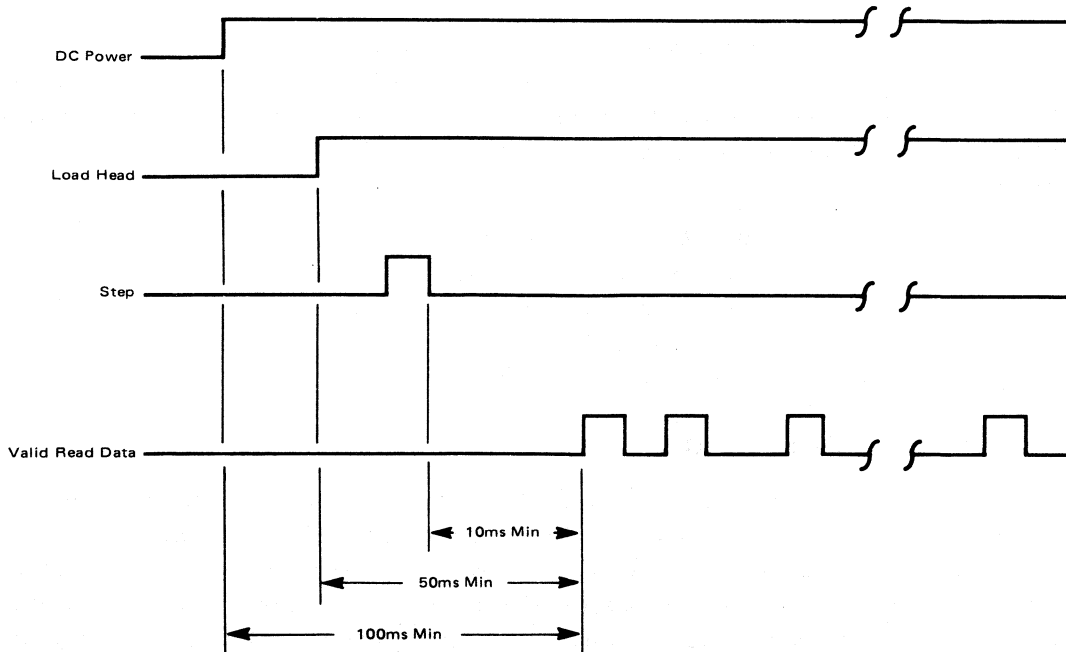 DC Power
Load Head
Step
Valid Read Data
10ms Min
50ms Min
100ms Min